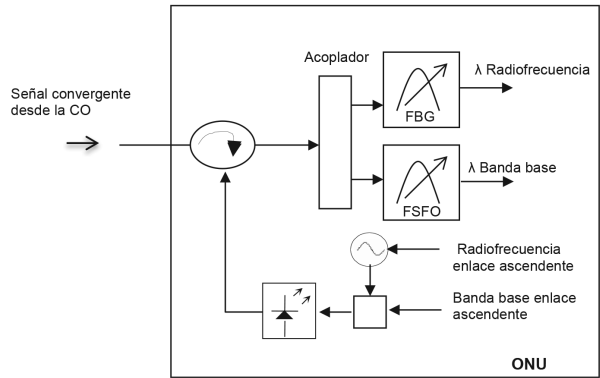 Acoplador
λ Radiofrecuencia
Señal convergente
desde la CO
FBG
λ Banda base
FSFO
Radiofrecuencia
enlace ascendente
Banda base enlace
ascendente
ONU